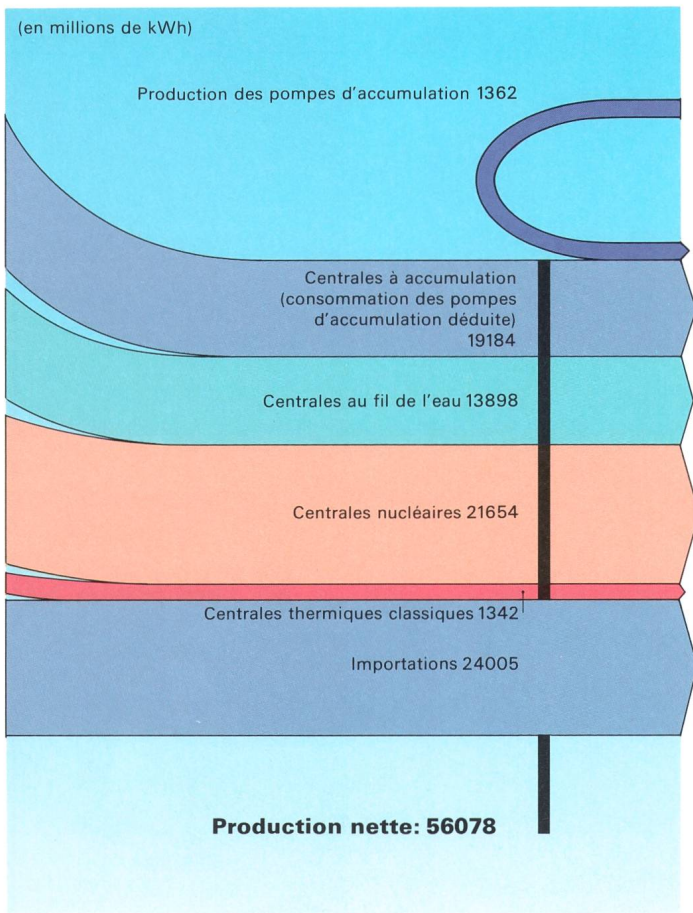 (en millions de kWh)
Production des pompes d'accumulation 1362
Centrales à accumulation
(consommation des pompes
d'accumulation déduite)
19184
Centrales au fil de l'eau 13898
Centrales nucléaires 21654
Centrales thermiques classiques 1342
Importations 24005
Production nette: 56078